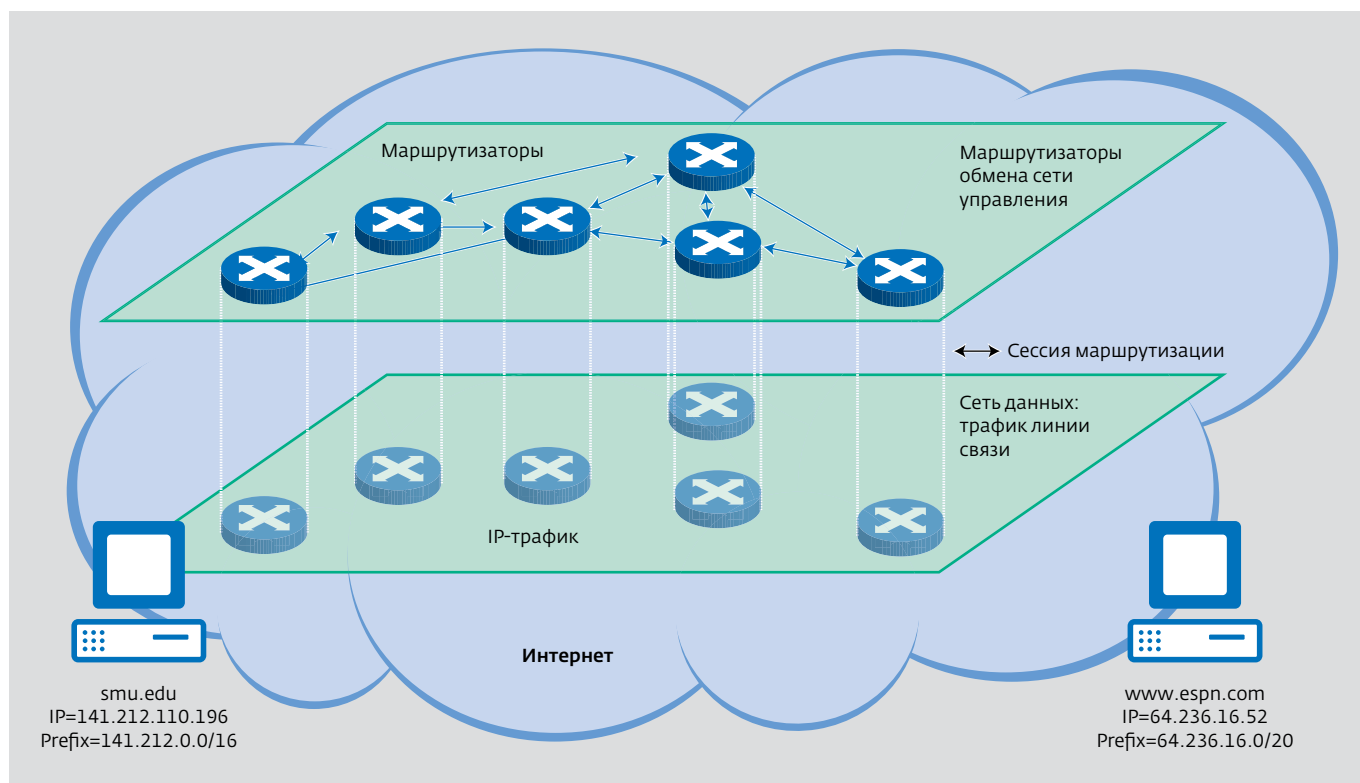 Маршрутизаторы
Маршрутизаторы
обмена сети
управления
Сессия маршрутизации
Сеть данных:
трафик линии
связи
IP-трафик
Интернет
smu.edu
IP=141.212.110.196
Prefix=141.212.0.0/16
www.espn.com
IP=64.236.16.52
Prefix=64.236.16.0/20